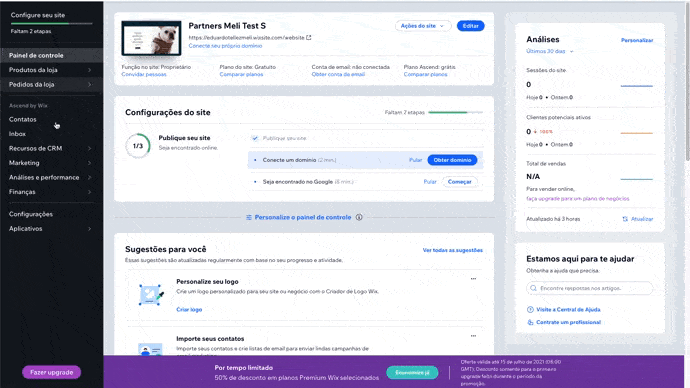 Configure seu site
Faltam 2 etapas
Painel de controle
Produtos da loja
Pedidos da loja
Ascend by Wix
Contatos
Inbox
Recursos de CRM
Marketing
Análises e performance
Finanças
Configurações
Aplicativos
Fazer upgrade
Partners Meli Test S
https://eduardotellezmeli.wixsite.com/website
Conecte seu próprio domínio
Ações do site
Editar
Função no site: Proprietário
Convidar pessoas
Plano do site: Gratuito
Comparar planos
Conta de email: não conectada
Obter conta de email
Plano Ascend: grátis.
Comparar planos
Configurações do site
Faltam 2 etapas
1/3
Publique seu site
Seja encontrado online.
Publique seu site
Conecte um domínio (2 min.)
Pular
Obter domínio
Seja encontrado no Google (8 min.)
Pular
Começar
Personalize o painel de controle
Sugestões para você
Ver todas as sugestões
Essas sugestões são atualizadas regularmente com base no seu progresso e atividade.
Personalize seu logo
Crie um logo personalizado para seu site ou negócio com o Criador de Logo Wix.
Criar logo
Importe seus contatos
Importe seus contatos e crie listas de email para enviar lindas campanhas de
Análises
Personalizar
Últimos 30 dias
Sessões do site
0
Hoje 0 • Ontem 0
Clientes potenciais ativos
0 ↓ 100%
Hoje 0 • Ontem 0
Total de vendas
N/A
Para vender online,
faça upgrade para um plano de negócios
Atualizado há 3 horas
Atualizar
Estamos aqui para te ajudar
Obtenha a ajuda que precisa.
Encontre respostas nos artigos.
Visite a Central de Ajuda
Contrate um profissional
Por tempo limitado
50% de desconto em planos Premium Wix selecionados
Economize já
Oferta válida até 15 de julho de 2021 (06:00
GMT). Desconto somente para o primeiro
upgrade feito durante o período da
promoção.